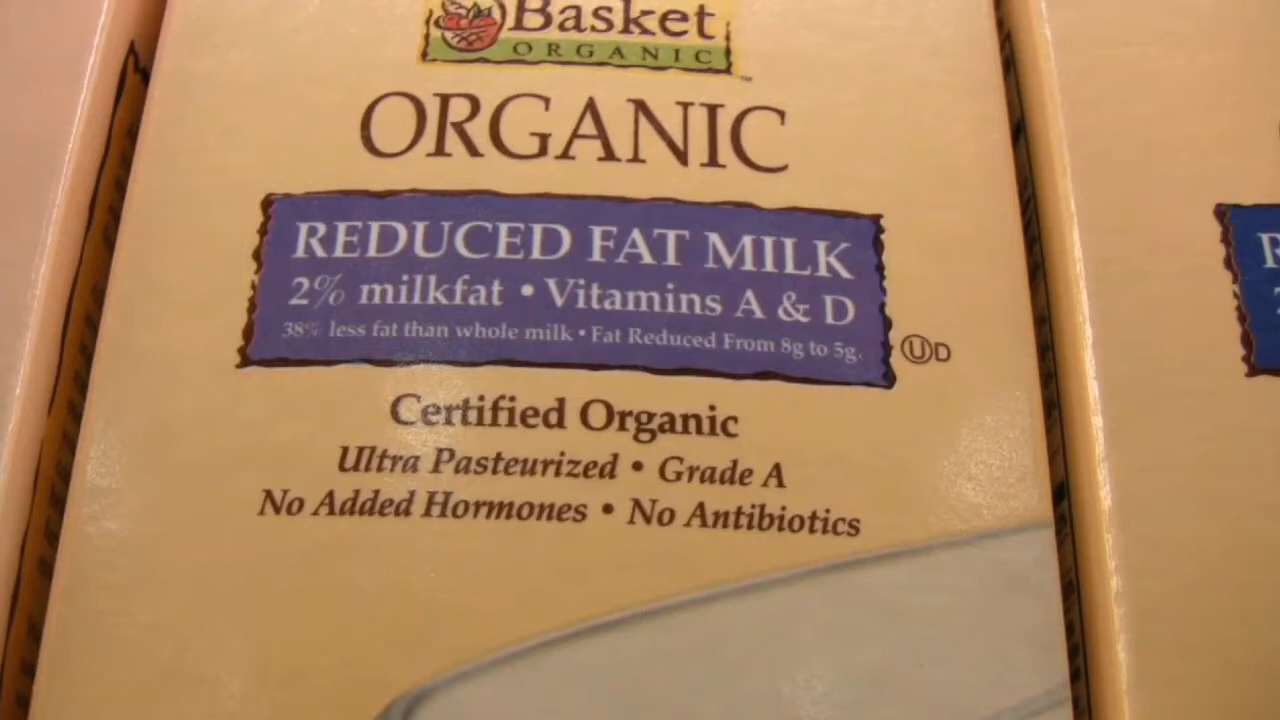 Basket
ORGANIC
™
ORGANIC
REDUCED FAT MILK
2% milkfat • Vitamins A & D
38% less fat than whole milk • Fat Reduced From 8g to 5g.
Ⓤ D
Certified Organic
Ultra Pasteurized • Grade A
No Added Hormones • No Antibiotics